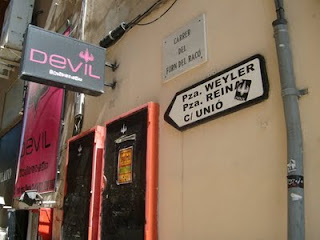 DEVIL
CARRER
DEL
FORN DEL RACÓ
Pza. WEYLER
Pza. REINA
C/ UNIÓ
DEVIL